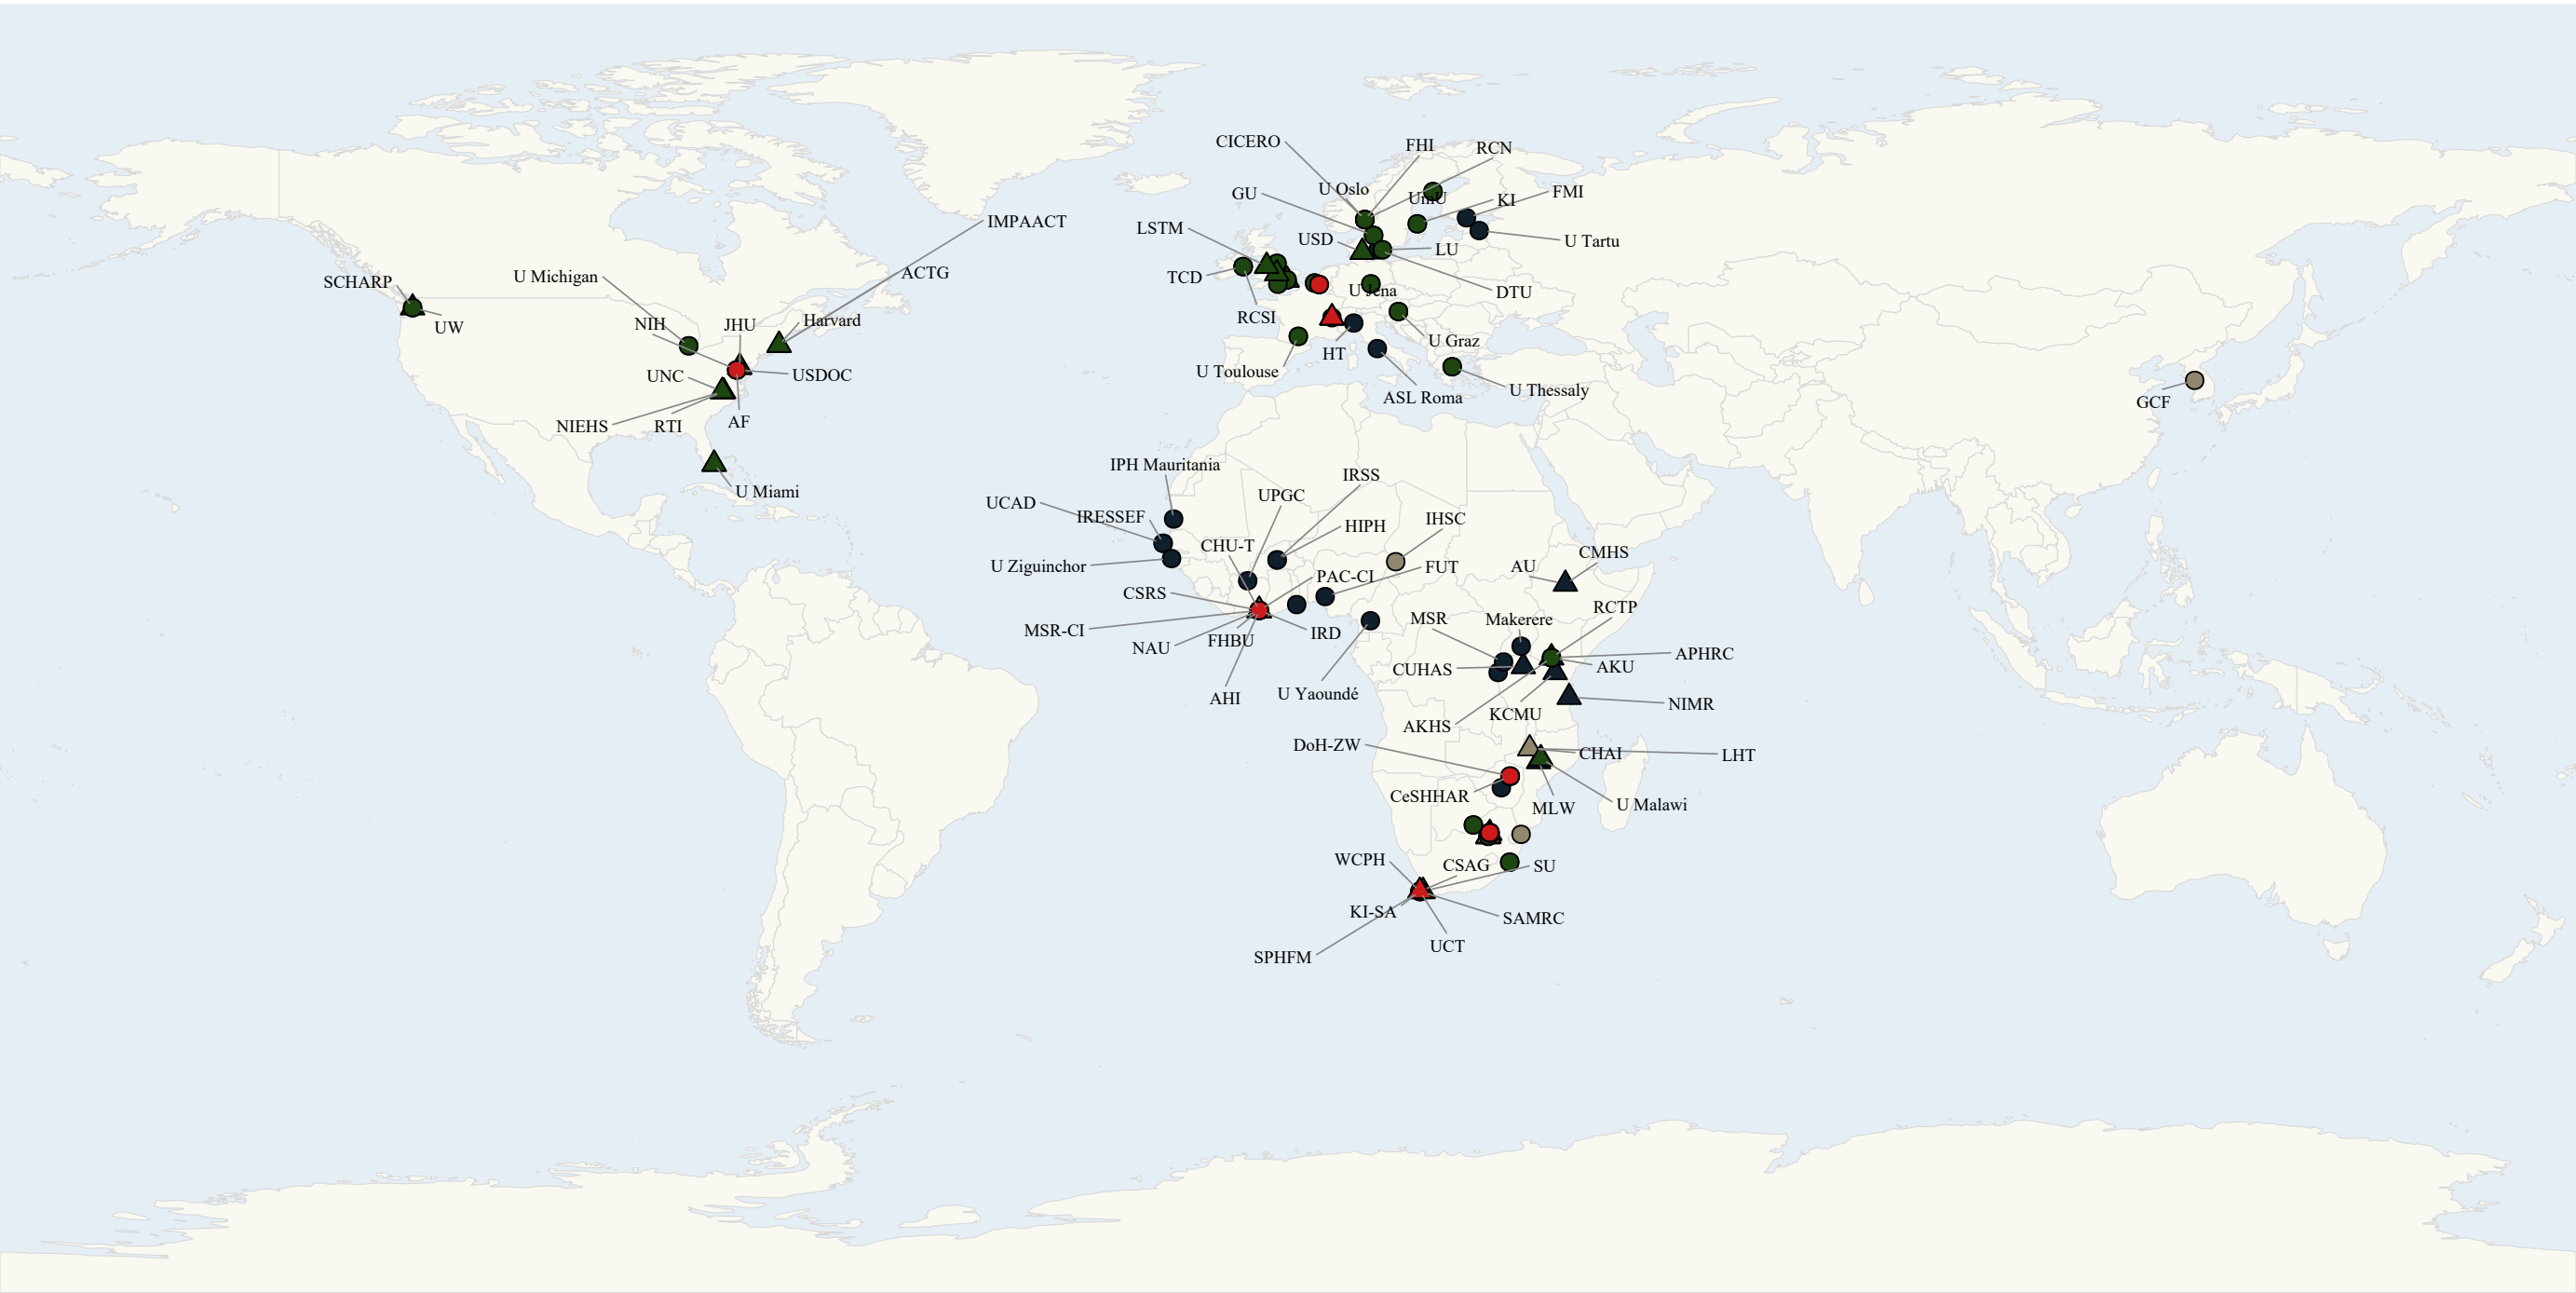 CICERO
FHI
RCN
GU
U Oslo
UmU
KI
FMI
LSTM
USD
LU
U Tartu
TCD
RCSI
U Jena
DTU
HT
U Graz
U Toulouse
ASL Roma
U Thessaly
IMPAACT
ACTG
SCHARP
UW
U Michigan
NIH
JHU
Harvard
UNC
USDOC
NIEHS
RTI
AF
U Miami
GCF
IPH Mauritania
UCAD
IRESSEF
UPGC
IRSS
HIPH
IHSC
CHU-T
U Ziguinchor
CSRS
PAC-CI
FUT
MSR-CI
NAU
FHBU
IRD
AHI
U Yaoundé
AU
CMHS
MSR
Makerere
RCTP
CUHAS
APHRC
AKU
NIMR
KCMU
AKHS
DoH-ZW
CHAI
LHT
CeSHHAR
MLW
U Malawi
WCPH
CSAG
SU
KI-SA
SAMRC
UCT
SPHFM